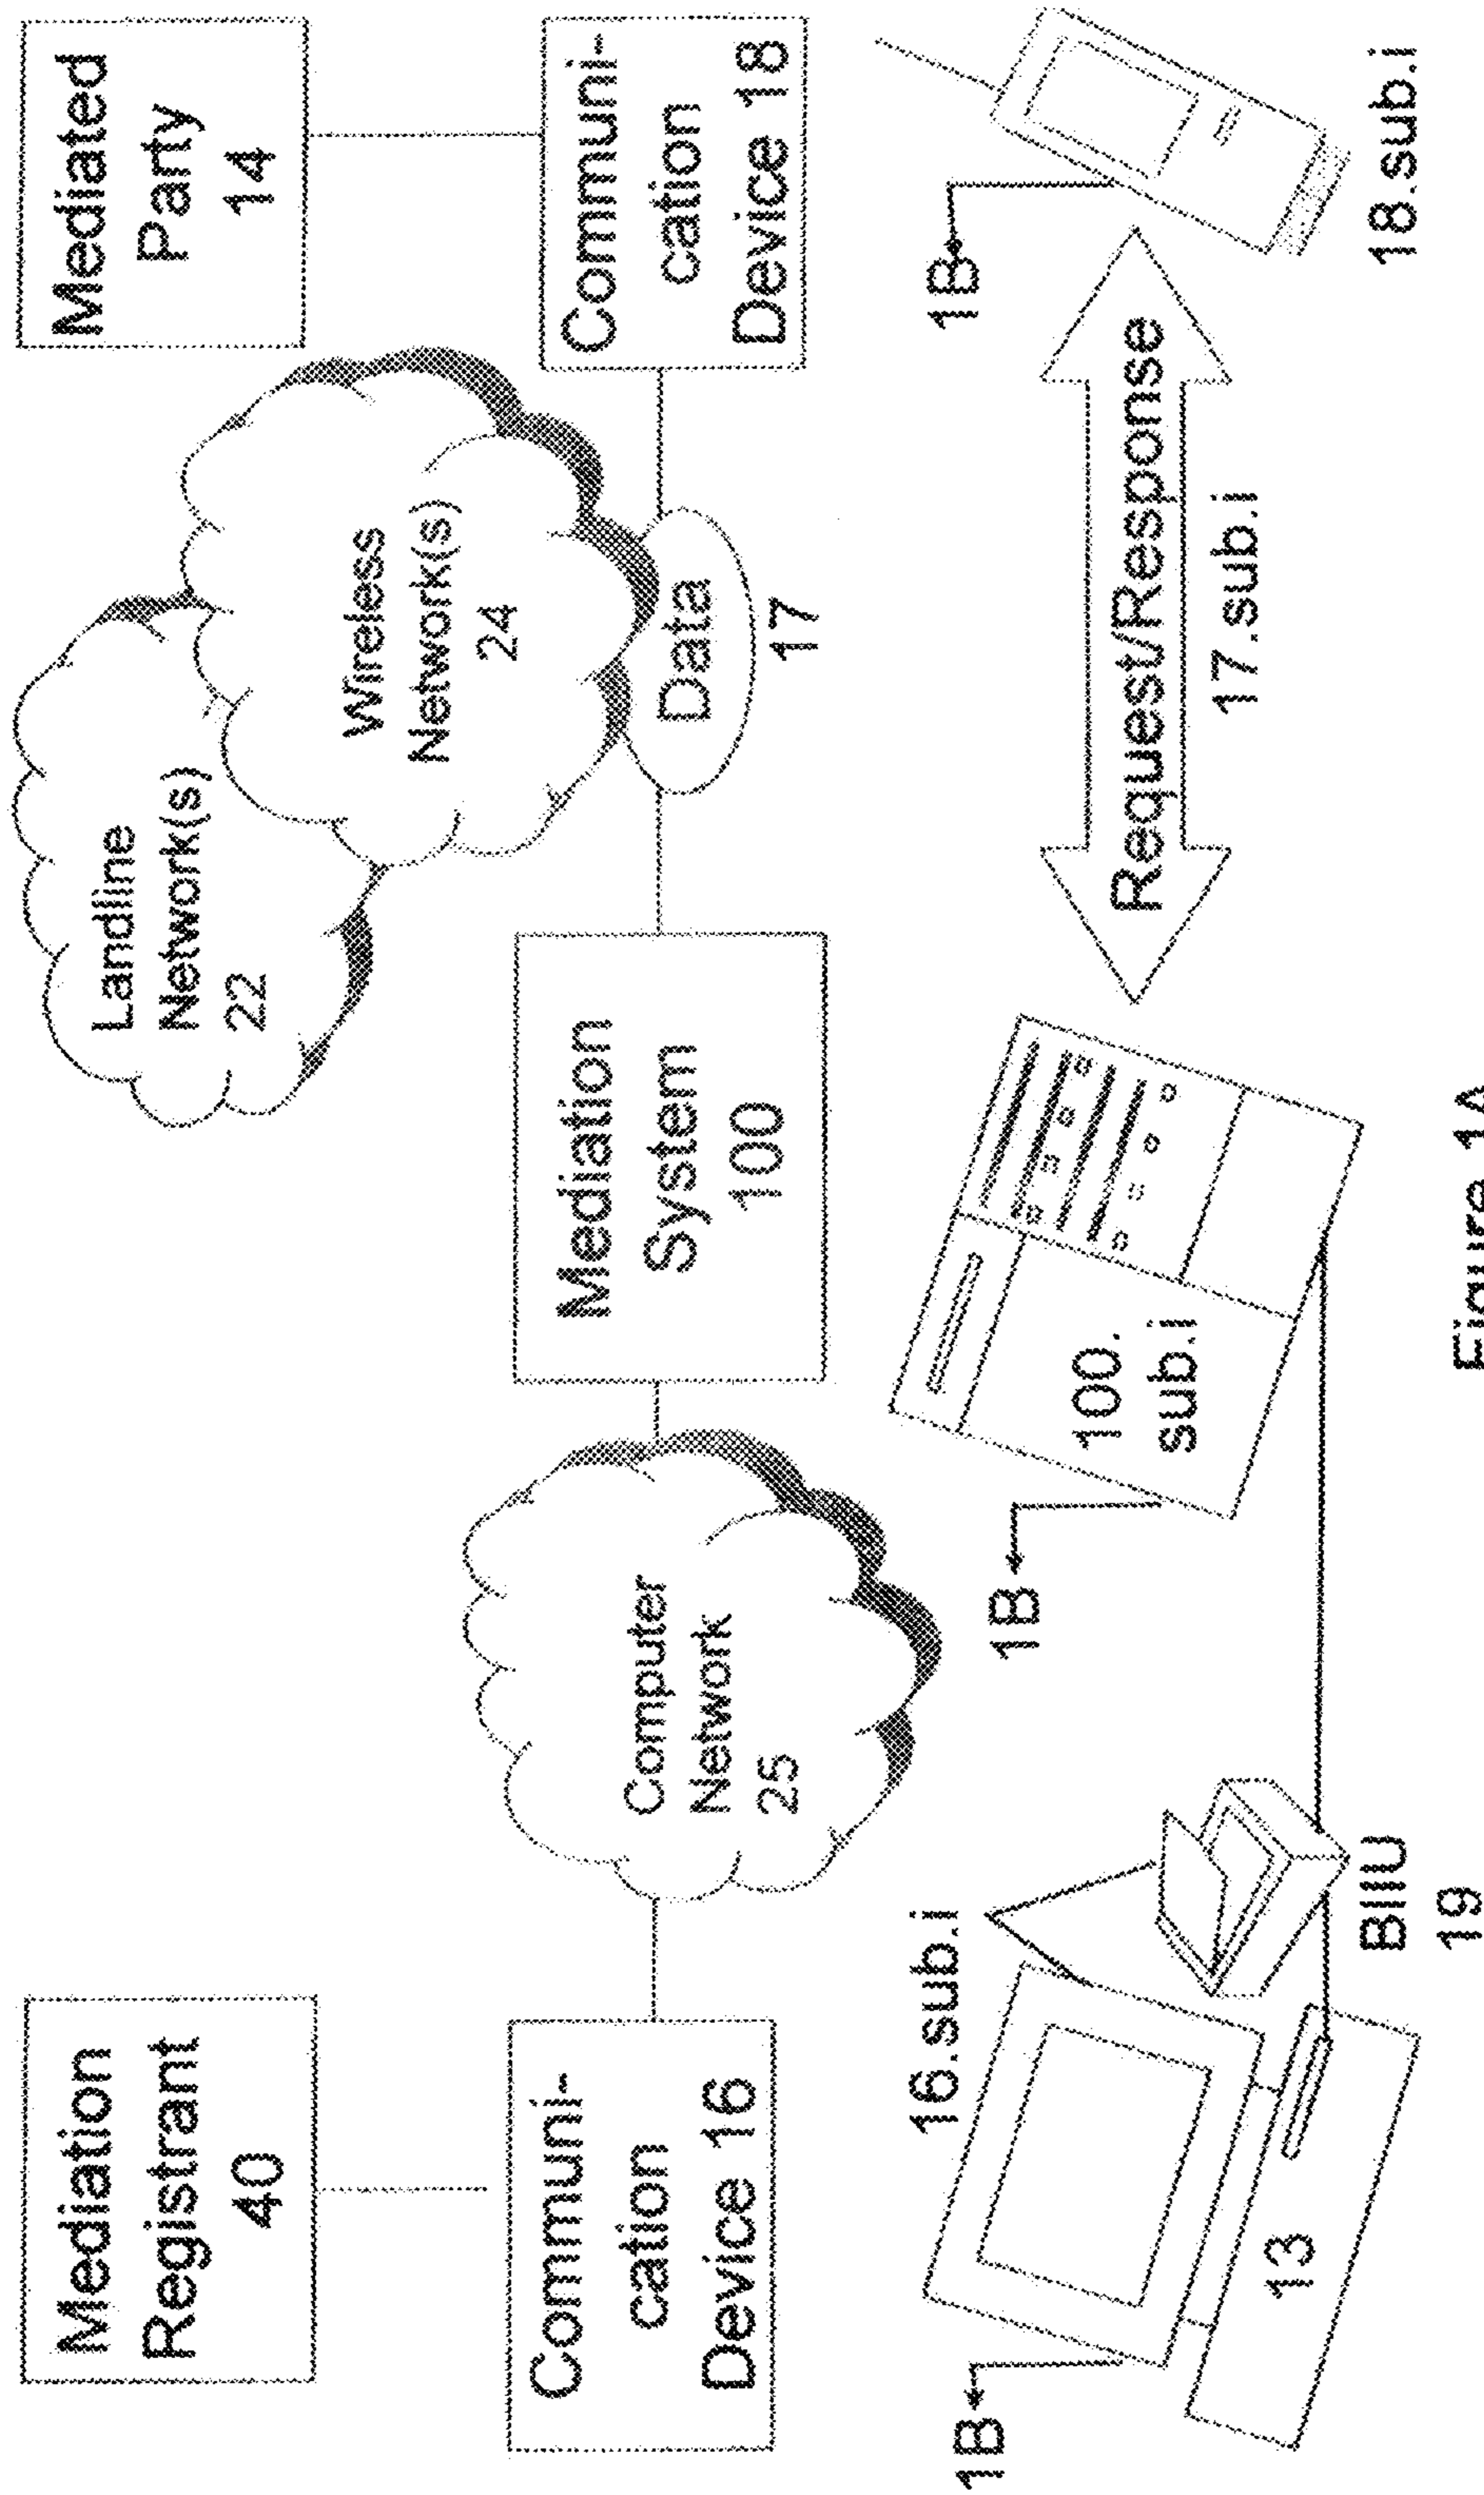 Mediation
Registrant
40
Communi-
cation
Device 16
Computer
Network
25
Mediation
System
100
Landline
Network(s)
22
Wireless
Network(s)
24
Data
17
Mediated
Party
14
Communi-
cation
Device 18
1B
16.sub.i
13
BIIU
19
1B
100.
sub.i
Request/Response
17.sub.i
1B
18.sub.i
Figure 1A